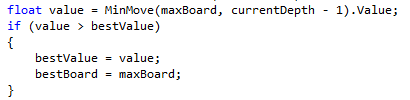 float value = MinMove(maxBoard, currentDepth - 1).Value;
if (value > bestValue)
{
    bestValue = value;
    bestBoard = maxBoard;
}